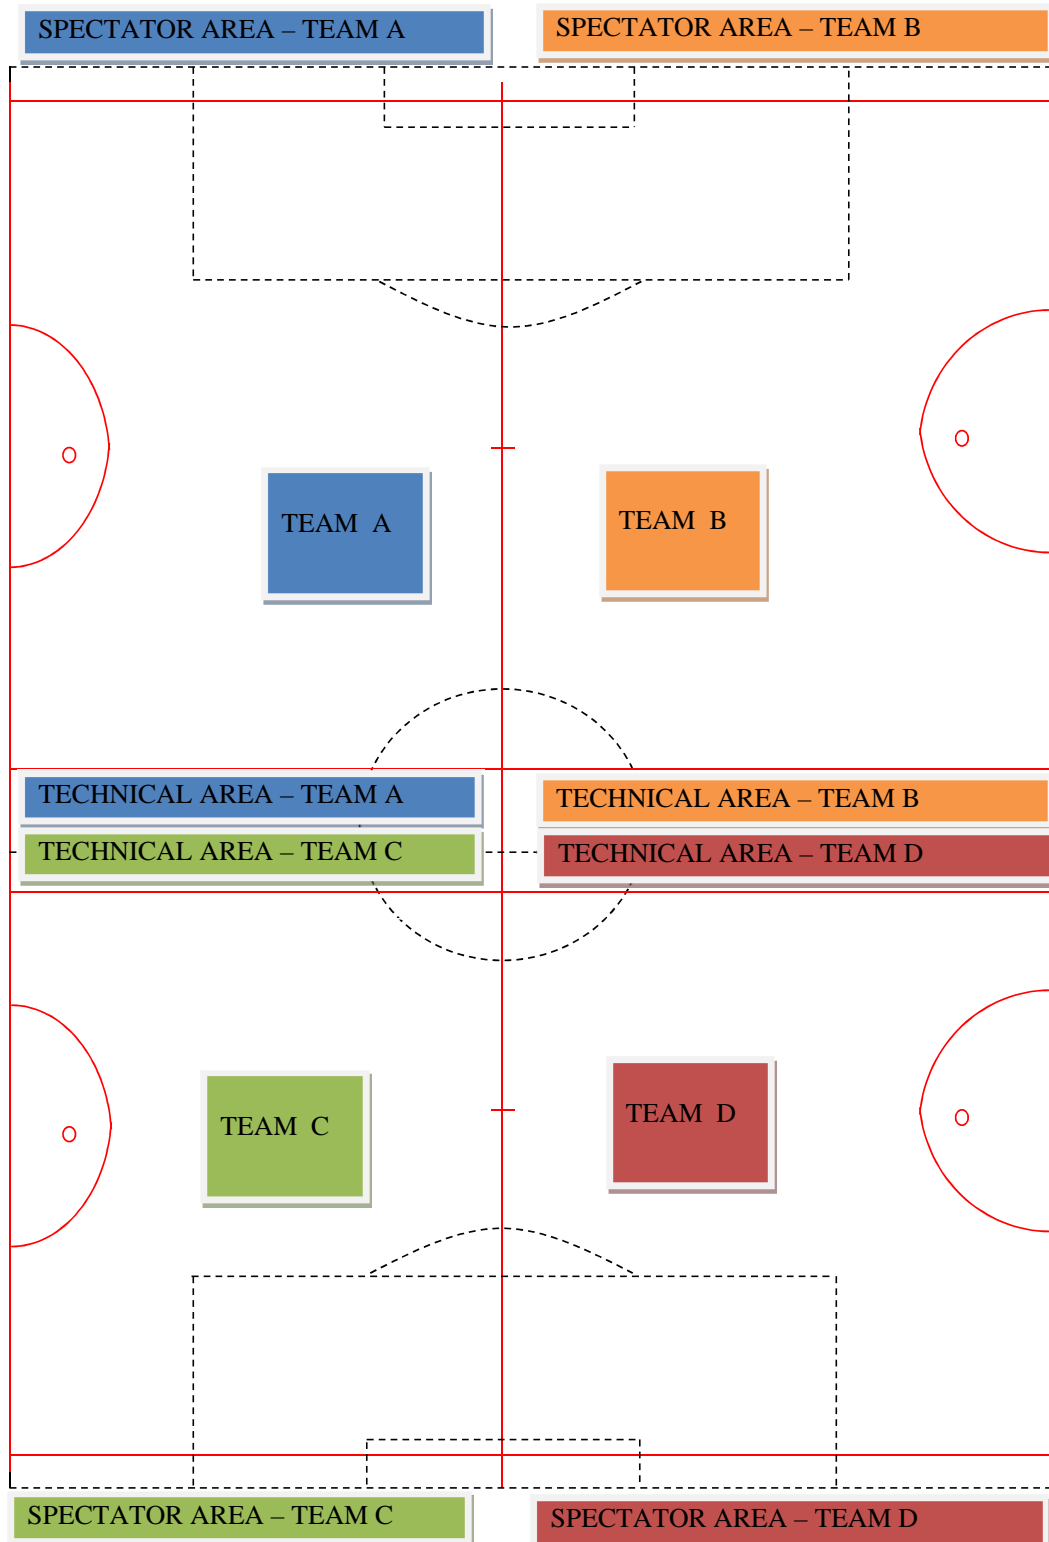 SPECTATOR AREA – TEAM A
SPECTATOR AREA – TEAM B
TEAM A
TEAM B
TECHNICAL AREA – TEAM A
TECHNICAL AREA – TEAM B
TECHNICAL AREA – TEAM C
TECHNICAL AREA – TEAM D
TEAM C
TEAM D
SPECTATOR AREA – TEAM C
SPECTATOR AREA – TEAM D